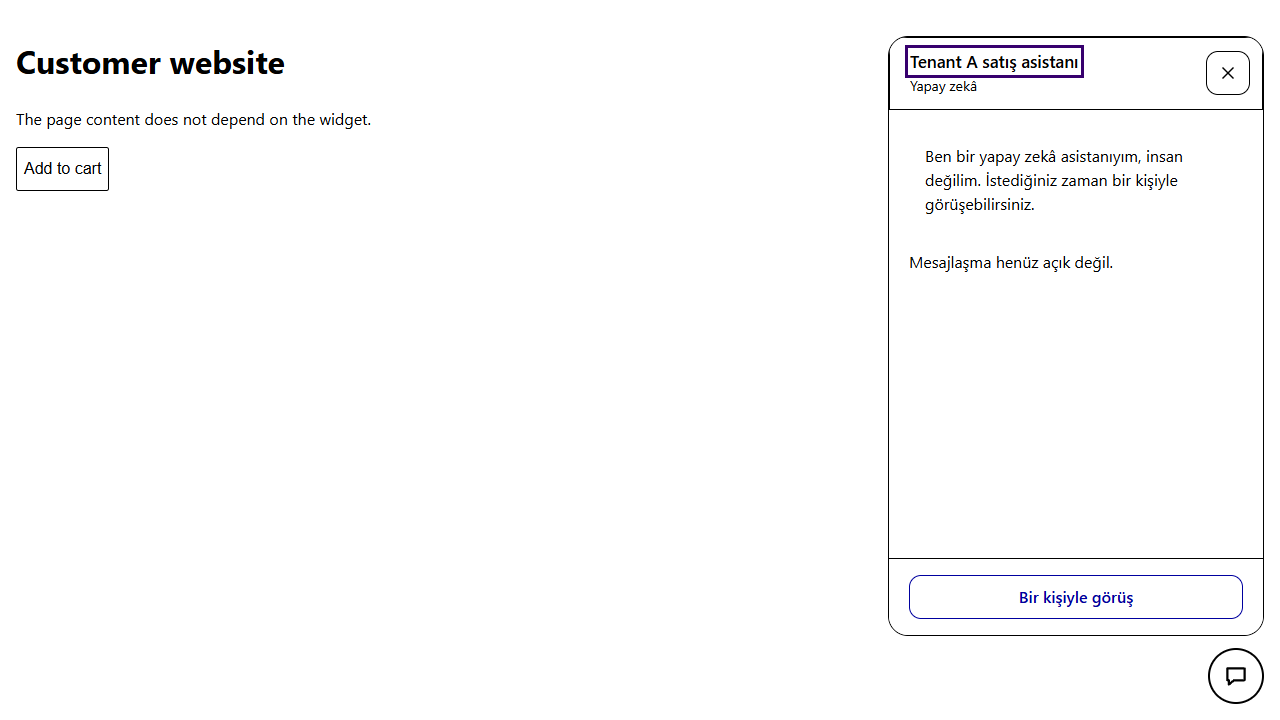 Customer website
The page content does not depend on the widget.
Add to cart
Tenant A satış asistanı
Yapay zekâ
Ben bir yapay zekâ asistanıyım, insan
değilim. İstediğiniz zaman bir kişiyle
görüşebilirsiniz.
Mesajlaşma henüz açık değil.
Bir kişiyle görüş